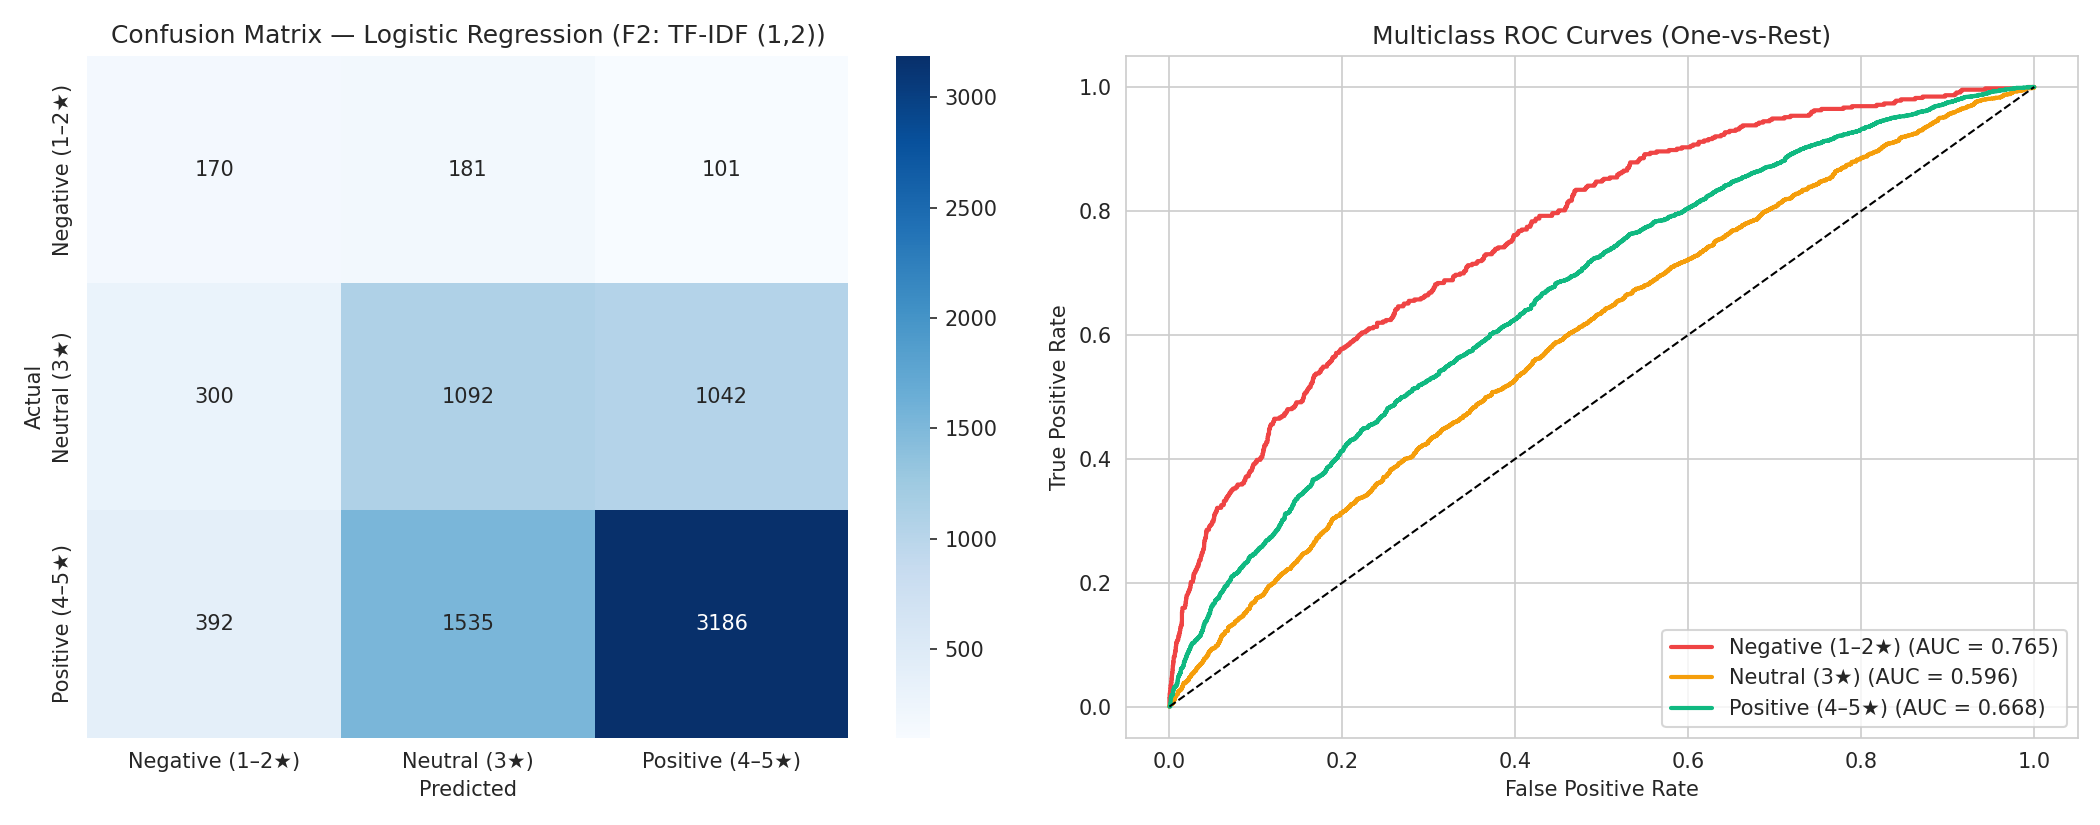 Confusion Matrix — Logistic Regression (F2: TF-IDF (1,2))
Actual
Negative (1–2★)
Neutral (3★)
Positive (4–5★)
170 181 101
300 1092 1042
392 1535 3186
Negative (1–2★) Neutral (3★) Positive (4–5★)
Predicted
3000
2500
2000
1500
1000
500
Multiclass ROC Curves (One-vs-Rest)
True Positive Rate
1.0
0.8
0.6
0.4
0.2
0.0
0.0 0.2 0.4 0.6 0.8 1.0
False Positive Rate
Negative (1–2★) (AUC = 0.765)
Neutral (3★) (AUC = 0.596)
Positive (4–5★) (AUC = 0.668)